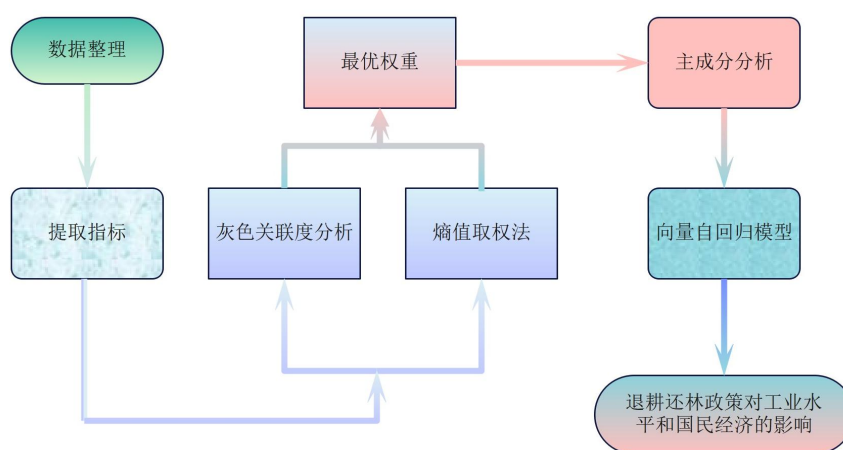 数据整理
提取指标
灰色关联度分析
熵值取权法
最优权重
主成分分析
向量自回归模型
退耕还林政策对工业水
平和国民经济的影响